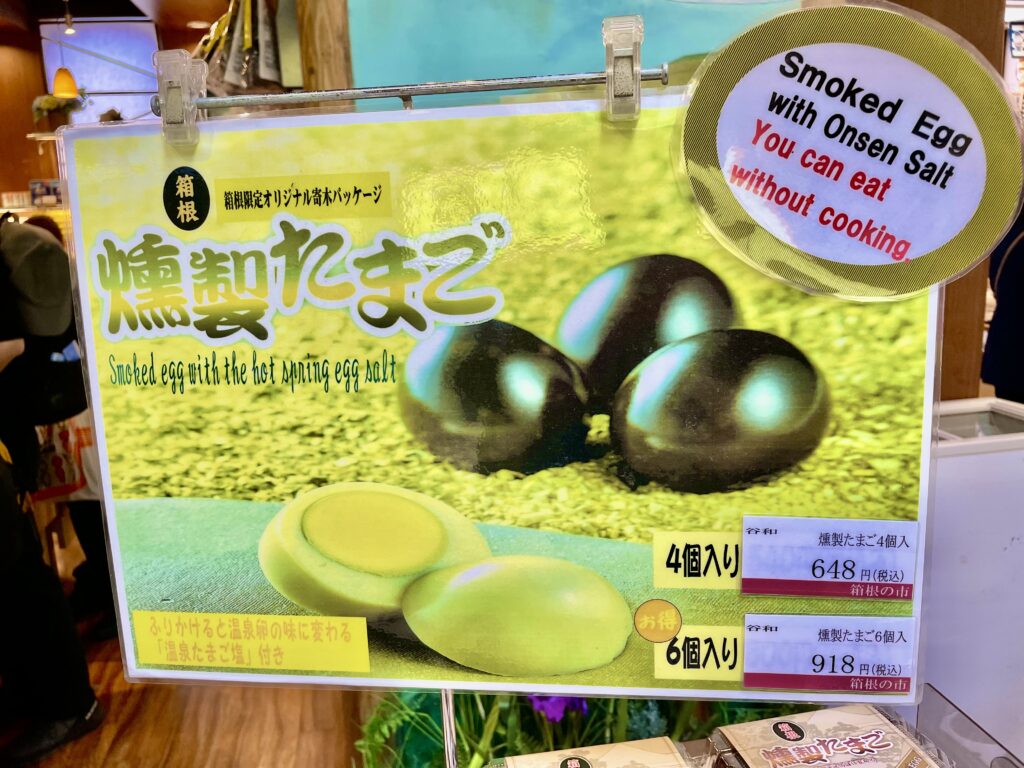 Smoked Egg
with Onsen Salt
You can eat
without cooking.
箱根
箱根限定オリジナル寄木パッケージ
燻製たまご
Smoked egg with the hot spring egg salt
4個入り
谷和
燻製たまご4個入
648円(税込)
箱根の市
お得
6個入り
谷和
燻製たまご6個入
918円(税込)
箱根の市
ふりかけると温泉卵の味に変わる
「温泉たまご塩」付き
箱根
燻製たまご